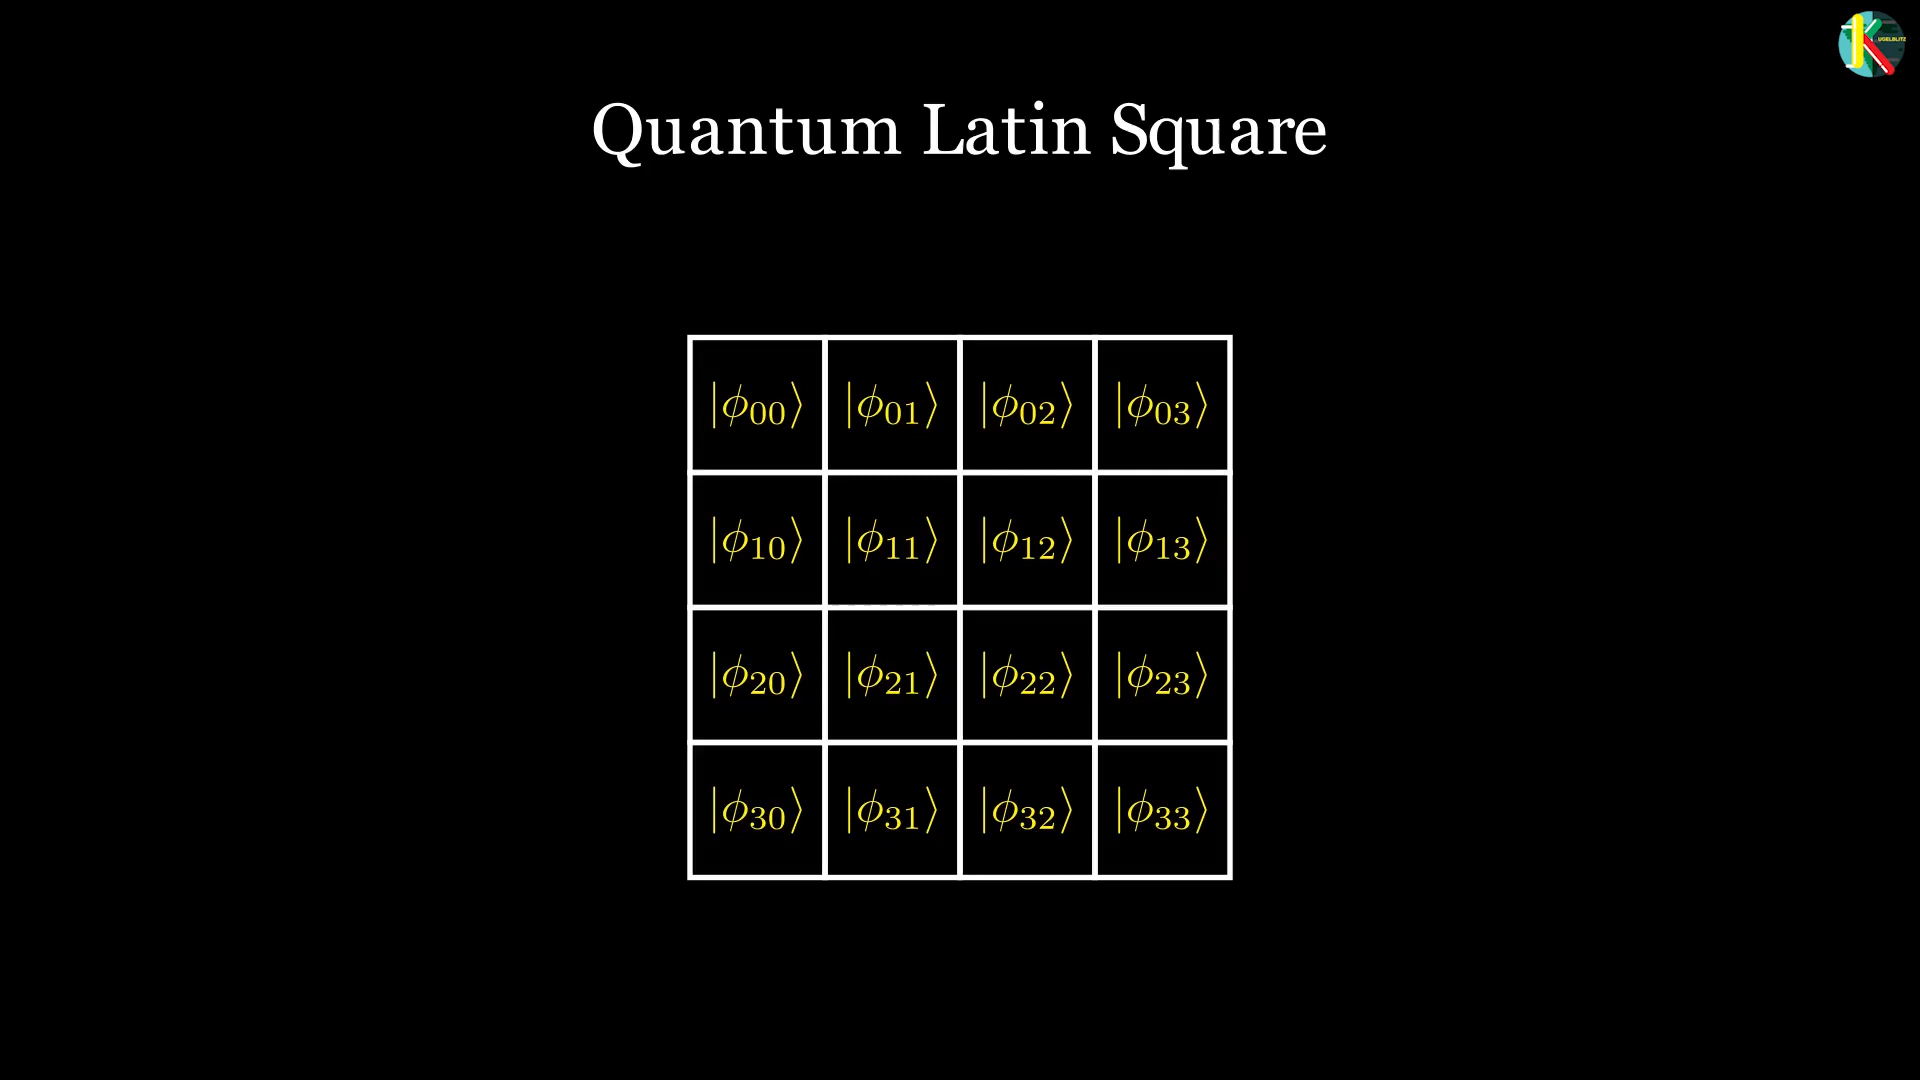 Quantum Latin Square
|ϕ₀₀⟩ |ϕ₀₁⟩ |ϕ₀₂⟩ |ϕ₀₃⟩
|ϕ₁₀⟩ |ϕ₁₁⟩ |ϕ₁₂⟩ |ϕ₁₃⟩
|ϕ₂₀⟩ |ϕ₂₁⟩ |ϕ₂₂⟩ |ϕ₂₃⟩
|ϕ₃₀⟩ |ϕ₃₁⟩ |ϕ₃₂⟩ |ϕ₃₃⟩
KUGELBLITZ